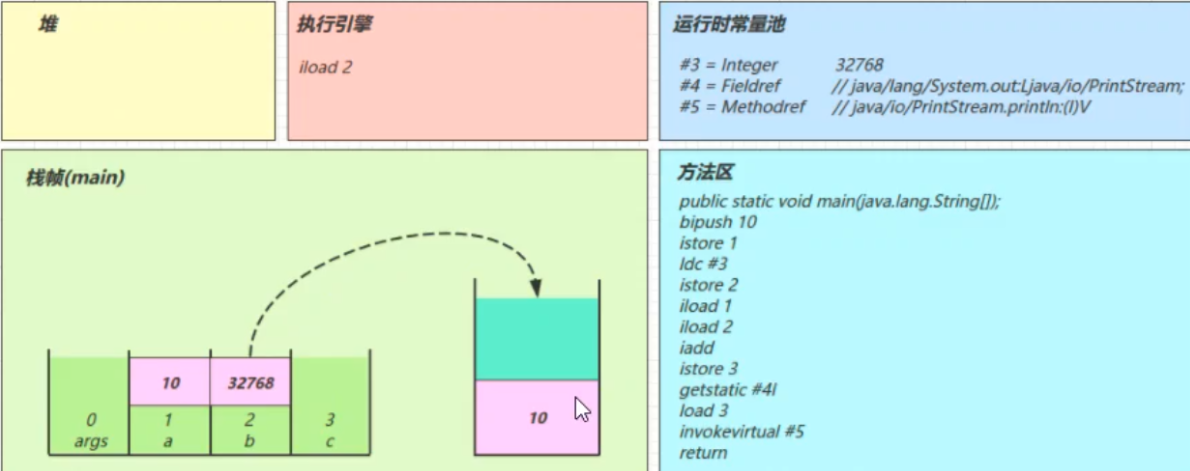 堆
执行引擎
iload 2
运行时常量池
#3 = Integer 32768
#4 = Fieldref // java/lang/System.out:Ljava/io/PrintStream;
#5 = Methodref // java/io/PrintStream.println:(I)V
栈帧(main)
10 32768
0 1 2 3
args a b c
10
方法区
public static void main(java.lang.String[]);
bipush 10
istore 1
ldc #3
istore 2
iload 1
iload 2
iadd
istore 3
getstatic #4l
load 3
invokevirtual #5
return